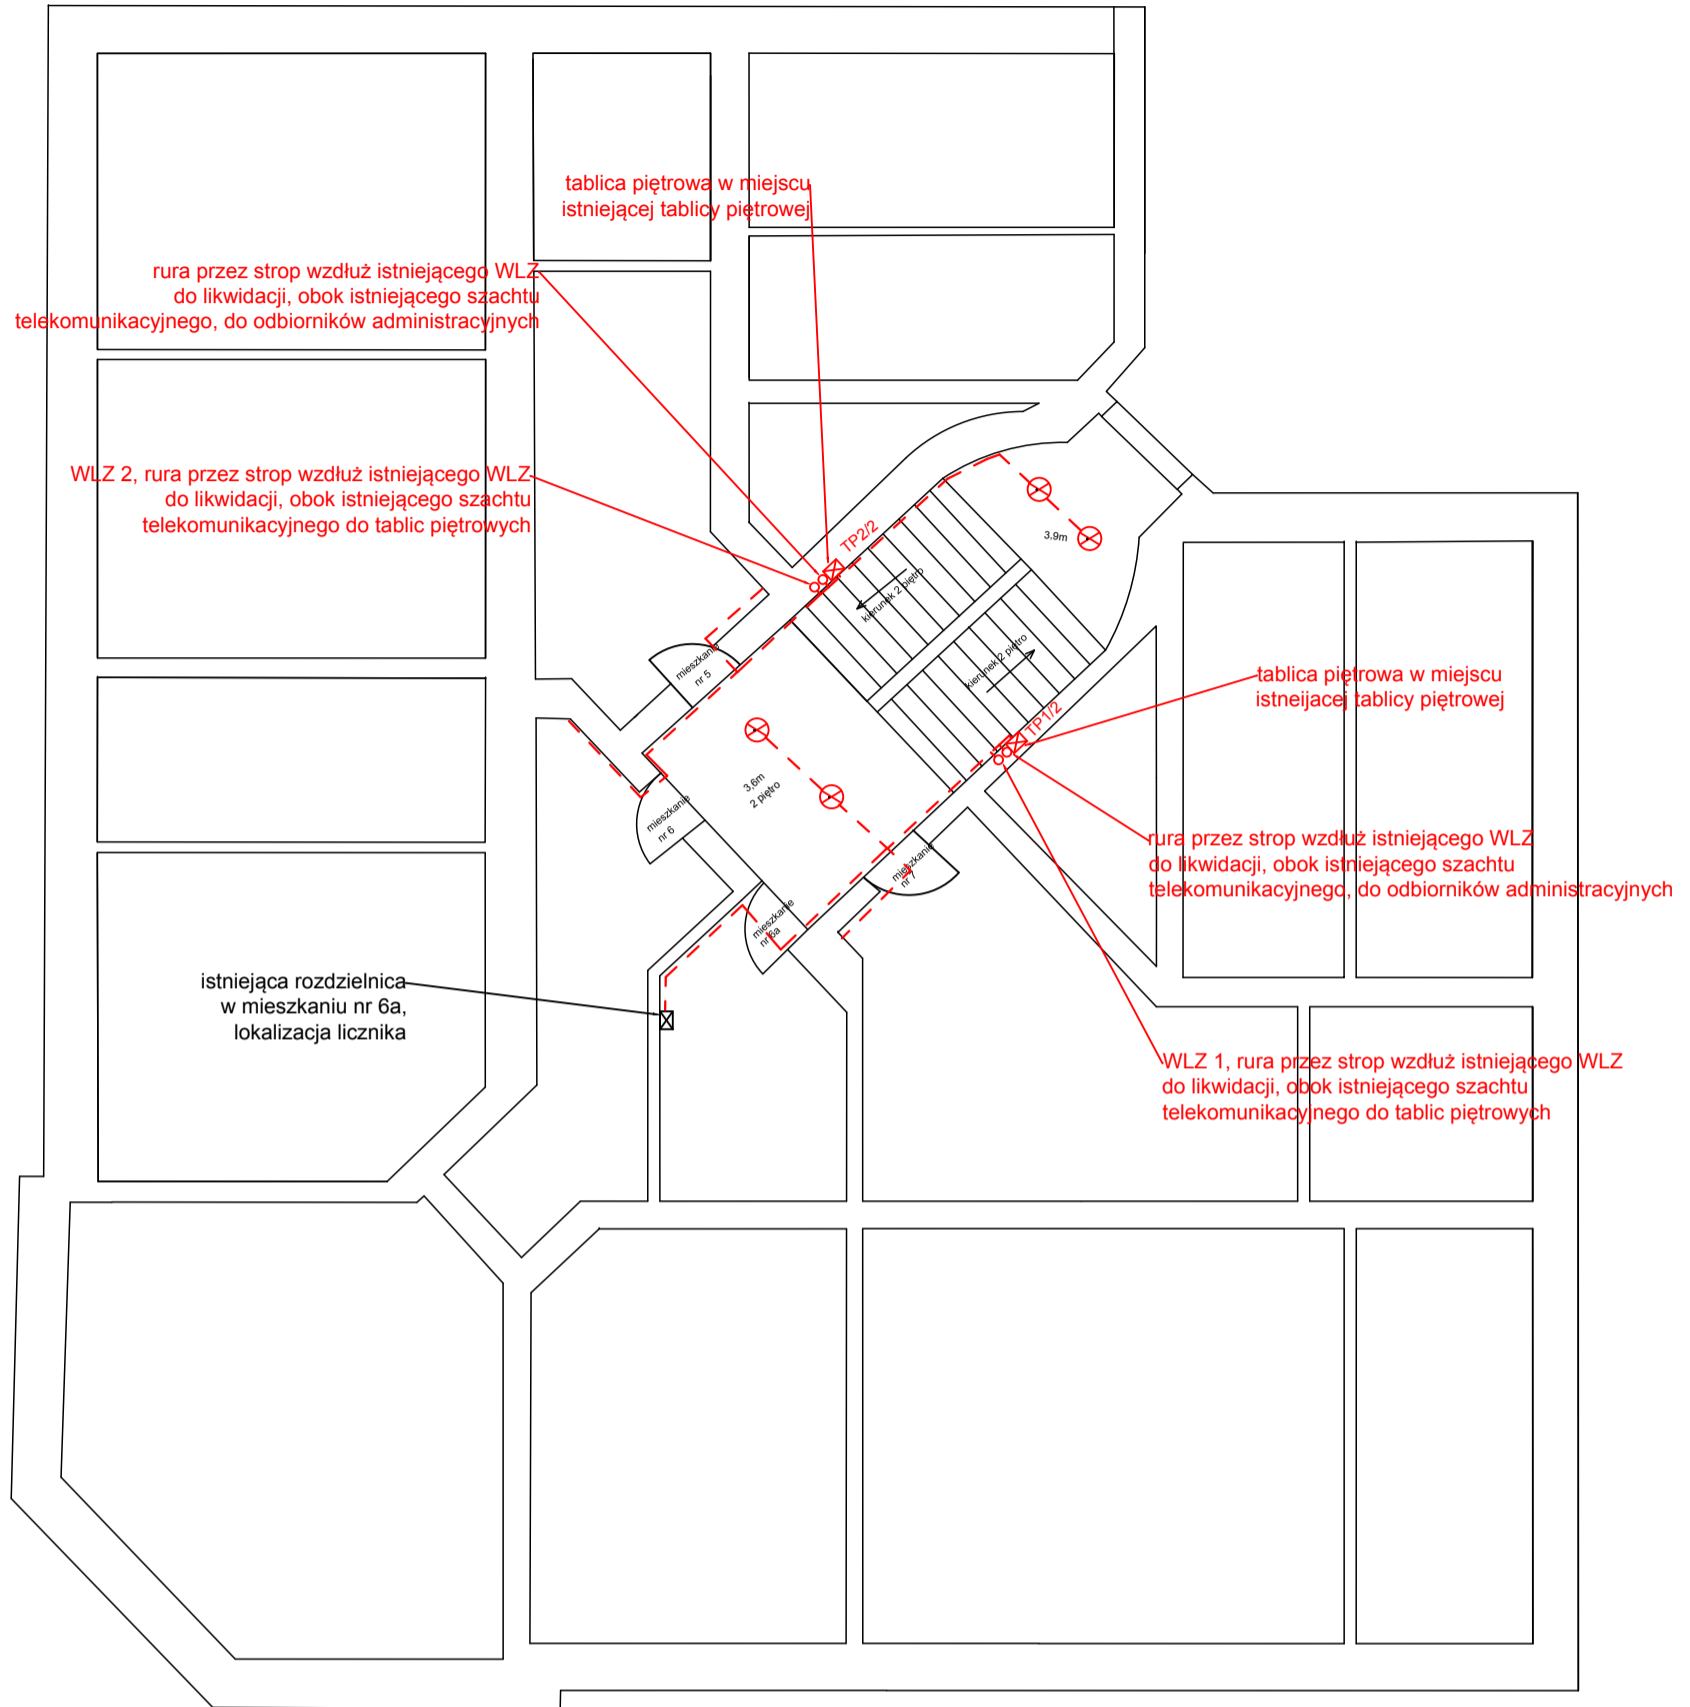 tablica piętrowa w miejscu
istniejącej tablicy piętrowej
rura przez strop wzdłuż istniejącego WLZ
do likwidacji, obok istniejącego szachtu
telekomunikacyjnego, do odbiorników administracyjnych
WLZ 2, rura przez strop wzdłuż istniejącego WLZ
do likwidacji, obok istniejącego szachtu
telekomunikacyjnego do tablic piętrowych
TP2/2
3.9m
kierunek 2 piętro
kierunek 2 piętro
mieszkanie
nr 5
TP1/2
tablica piętrowa w miejscu
istneijacej tablicy piętrowej
3,6m
2 piętro
mieszkanie
nr 6
mieszkanie
nr 7
mieszkanie
nr 6a
rura przez strop wzdłuż istniejącego WLZ
do likwidacji, obok istniejącego szachtu
telekomunikacyjnego, do odbiorników administracyjnych
istniejąca rozdzielnica
w mieszkaniu nr 6a,
lokalizacja licznika
WLZ 1, rura przez strop wzdłuż istniejącego WLZ
do likwidacji, obok istniejącego szachtu
telekomunikacyjnego do tablic piętrowych